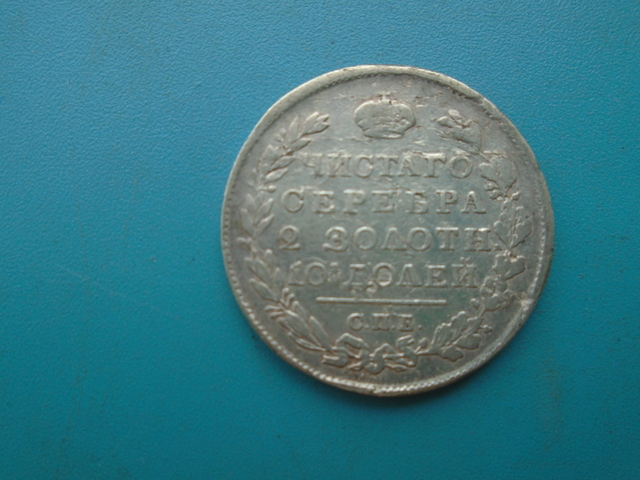 ЧИСТАГО
СЕРЕБРА
2 ЗОЛОТН.
10½ ДОЛЕЙ
С.П.Б.